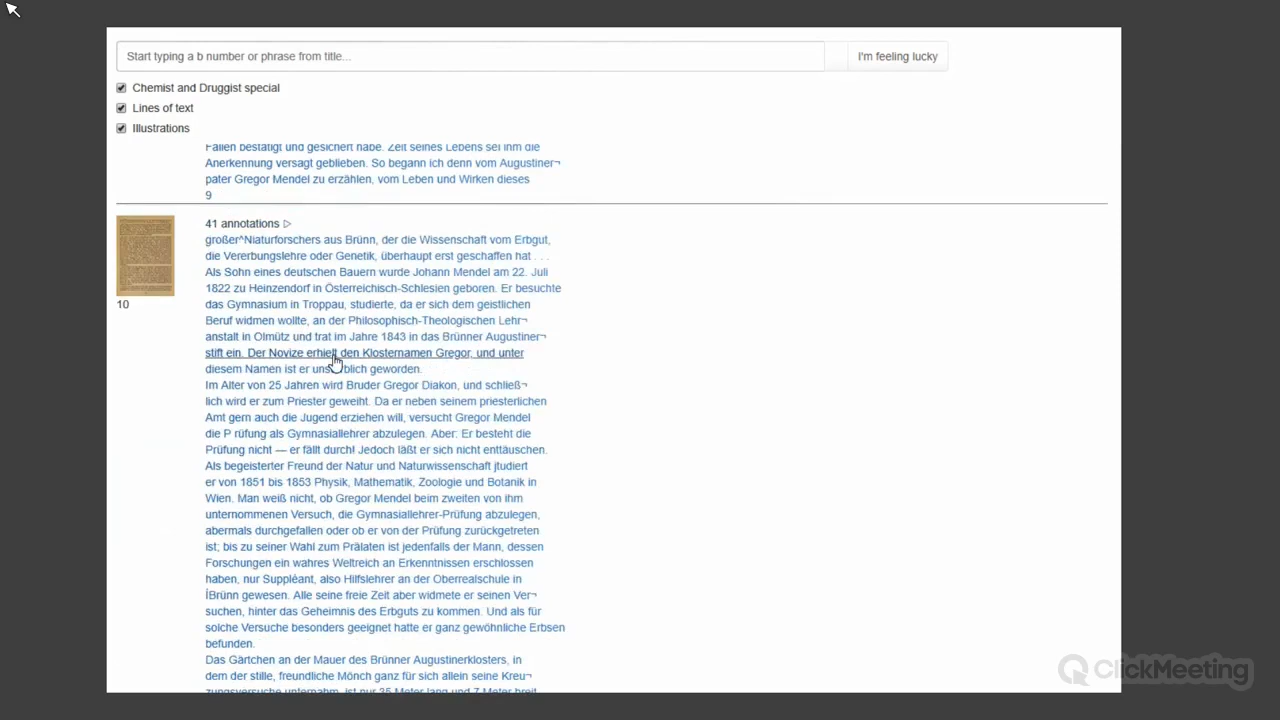 Start typing a b number or phrase from title...
I'm feeling lucky
Chemist and Druggist special
Lines of text
Illustrations
Fällen bestätigt und gesichert habe. Zeit seines Lebens sei ihm die
Anerkennung versagt geblieben. So begann ich denn vom Augustiner¬
pater Gregor Mendel zu erzählen, vom Leben und Wirken dieses
9
41 annotations ▷
großer^Niaturforschers aus Brünn, der die Wissenschaft vom Erbgut,
die Vererbungslehre oder Genetik, überhaupt erst geschaffen hat . . .
Als Sohn eines deutschen Bauern wurde Johann Mendel am 22. Juli
1822 zu Heinzendorf in Österreichisch-Schlesien geboren. Er besuchte
das Gymnasium in Troppau, studierte, da er sich dem geistlichen
Beruf widmen wollte, an der Philosophisch-Theologischen Lehr¬
anstalt in Olmütz und trat im Jahre 1843 in das Brünner Augustiner¬
stift ein. Der Novize erhielt den Klosternamen Gregor, und unter
diesem Namen ist er unsterblich geworden.
Im Alter von 25 Jahren wird Bruder Gregor Diakon, und schließ¬
lich wird er zum Priester geweiht. Da er neben seinem priesterlichen
Amt gern auch die Jugend erziehen will, versucht Gregor Mendel
die P rüfung als Gymnasiallehrer abzulegen. Aber: Er besteht die
Prüfung nicht — er fällt durch! Jedoch läßt er sich nicht enttäuschen.
Als begeisterter Freund der Natur und Naturwissenschaft jtudiert
er von 1851 bis 1853 Physik, Mathematik, Zoologie und Botanik in
Wien. Man weiß nicht, ob Gregor Mendel beim zweiten von ihm
unternommenen Versuch, die Gymnasiallehrer-Prüfung abzulegen,
abermals durchgefallen oder ob er von der Prüfung zurückgetreten
ist; bis zu seiner Wahl zum Prälaten ist jedenfalls der Mann, dessen
Forschungen ein wahres Weltreich an Erkenntnissen erschlossen
haben, nur Suppléant, also Hilfslehrer an der Oberrealschule in
ÍBrünn gewesen. Alle seine freie Zeit aber widmete er seinen Ver¬
suchen, hinter das Geheimnis des Erbguts zu kommen. Und als für
solche Versuche besonders geeignet hatte er ganz gewöhnliche Erbsen
befunden.
Das Gärtchen an der Mauer des Brünner Augustinerklosters, in
dem der stille, freundliche Mönch ganz für sich allein seine Kreu¬
zungsversuche unternahm, ist nur 35 Meter lang und 7 Meter breit
10
ClickMeeting